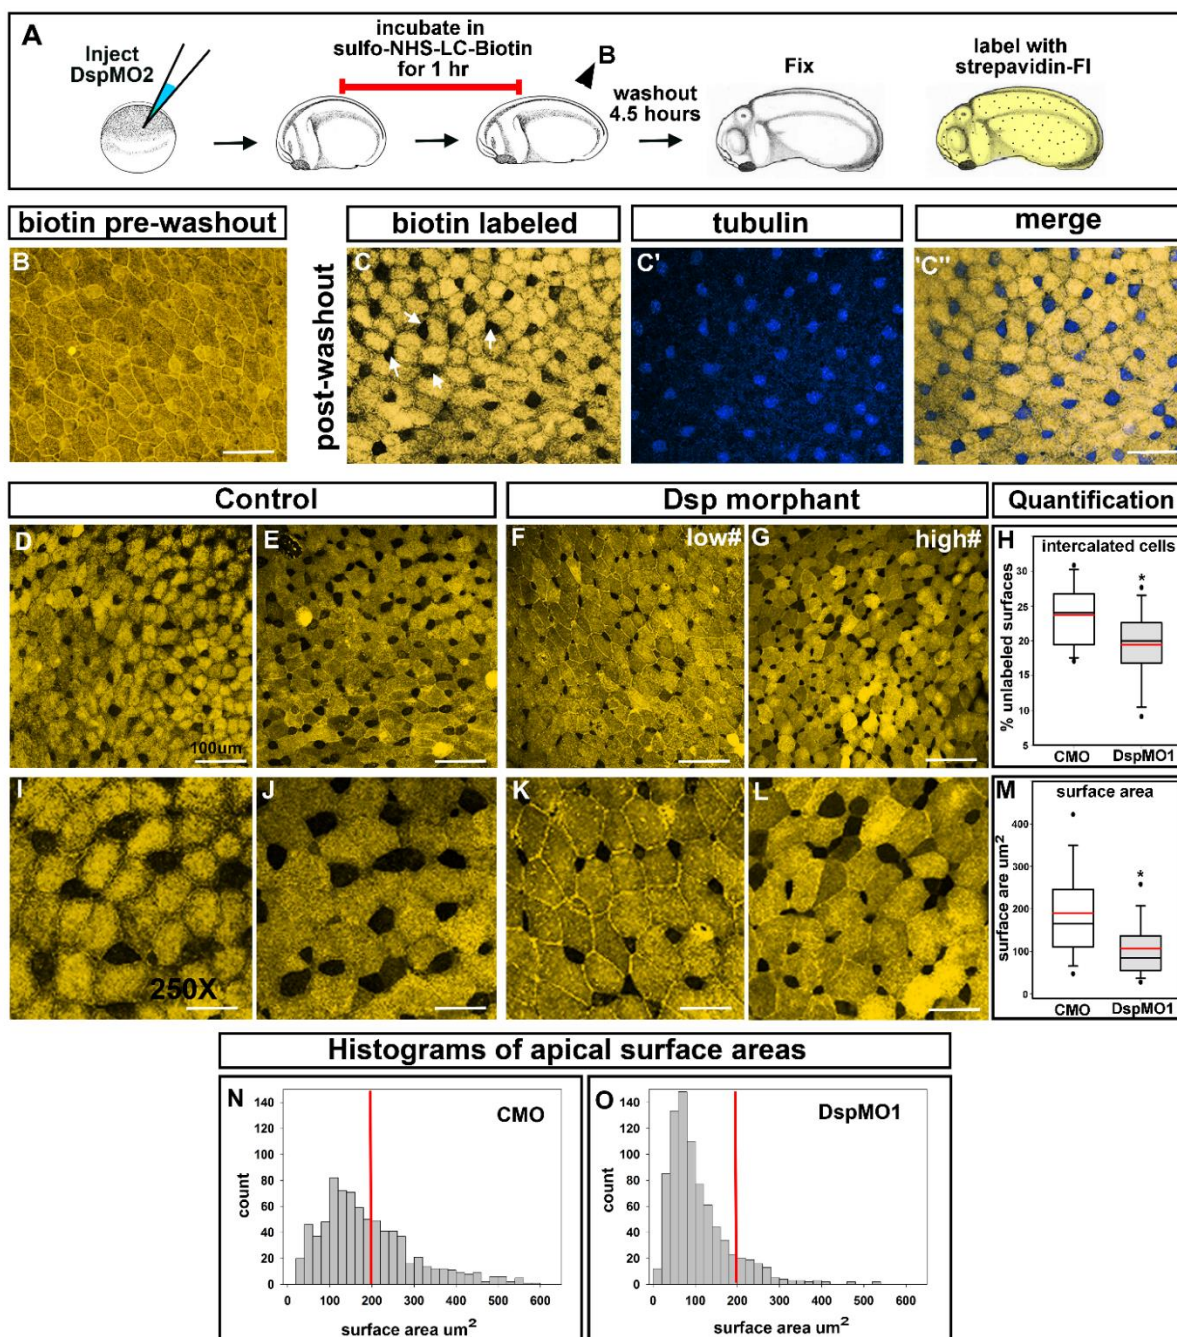 A
Inject
DspMO2
incubate in
sulfo-NHS-LC-Biotin
for 1 hr
B
washout
4.5 hours
Fix
label with
strepavidin-Fl
biotin pre-washout
biotin labeled
tubulin
merge
post-washout
B
C
C'
'C"
Control
Dsp morphant
Quantification
D
E
F
low#
G
high#
H
intercalated cells
% unlabeled surfaces
30
25
20
15
10
5
*
CMO
DspMO1
100um
I
250X
J
K
L
M
surface area
surface are um²
400
300
200
100
0
*
CMO
DspMO1
Histograms of apical surface areas
N
CMO
count
140
120
100
80
60
40
20
0
0 100 200 300 400 500 600
surface area um²
O
DspMO1
count
140
120
100
80
60
40
20
0
0 100 200 300 400 500 600
surface area um²